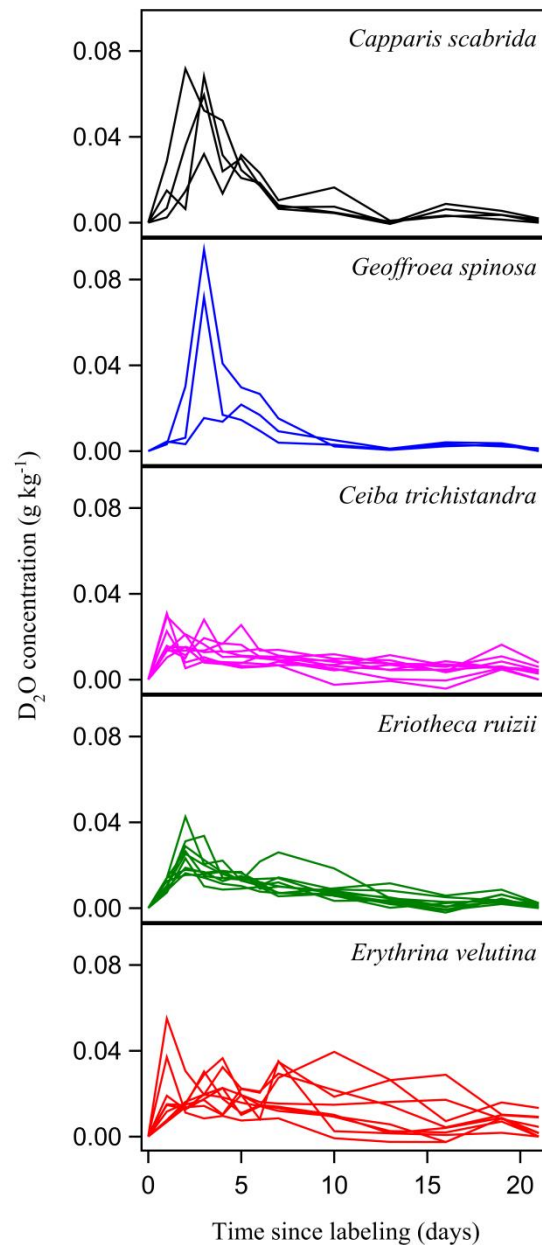 Capparis scabrida
0.08
0.04
0.00
Geoffroea spinosa
0.08
0.04
0.00
Ceiba trichistandra
0.08
0.04
0.00
Eriotheca ruizii
0.08
0.04
0.00
Erythrina velutina
0.08
0.04
0.00
D₂O concentration (g kg⁻¹)
0 5 10 15 20
Time since labeling (days)